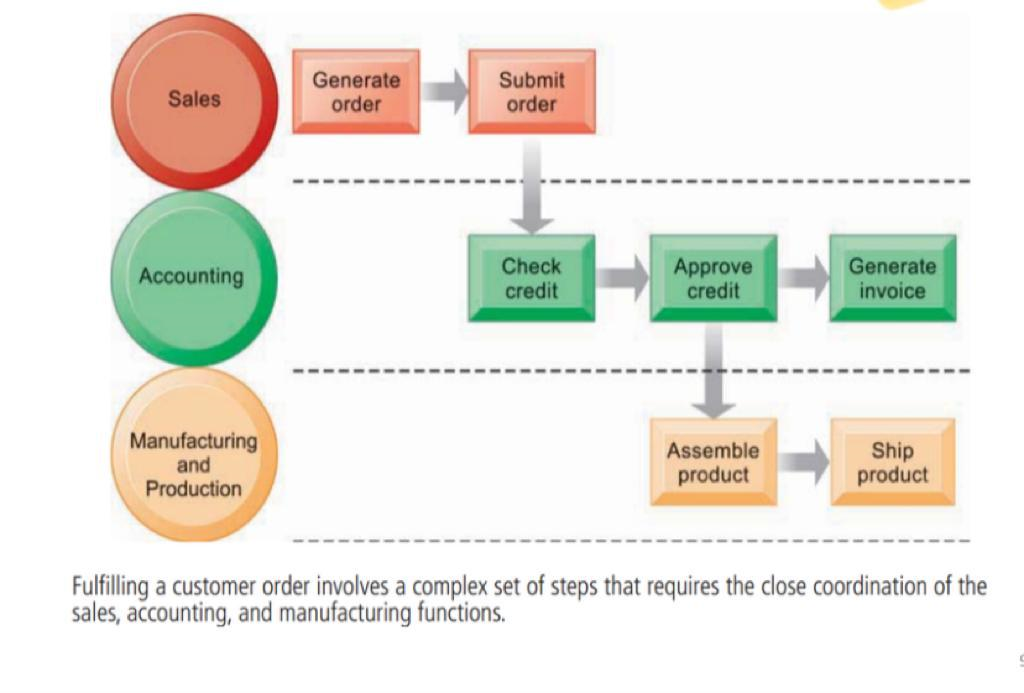 Sales
Generate
order
Submit
order
Accounting
Check
credit
Approve
credit
Generate
invoice
Manufacturing
and
Production
Assemble
product
Ship
product
Fulfilling a customer order involves a complex set of steps that requires the close coordination of the
sales, accounting, and manufacturing functions.